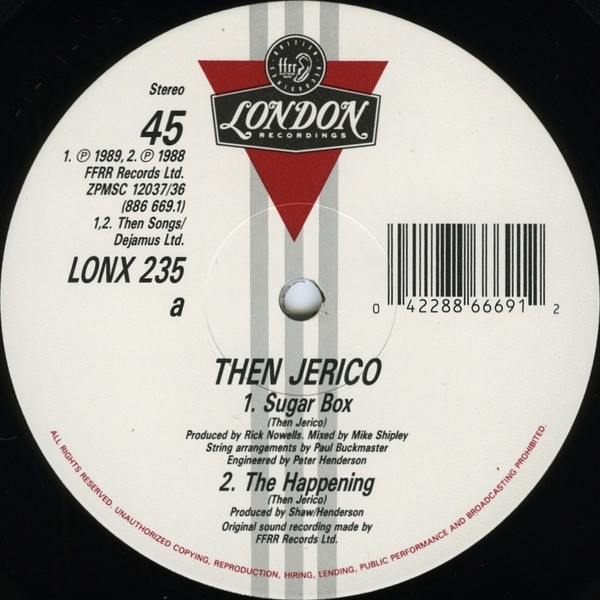 BRITISH
ffrr
LONDON
RECORDINGS
Stereo
45
1. ℗ 1989, 2. ℗ 1988
FFRR Records Ltd.
ZPMSC 12037/36
(886 669.1)
1,2. Then Songs/
Dejamus Ltd.
LONX 235
a
0 42288 66691 2
THEN JERICO
1. Sugar Box
(Then Jerico)
Produced by Rick Nowells. Mixed by Mike Shipley
String arrangements by Paul Buckmaster
Engineered by Peter Henderson
2. The Happening
(Then Jerico)
Produced by Shaw/Henderson
Original sound recording made by
FFRR Records Ltd.
ALL RIGHTS RESERVED. UNAUTHORIZED COPYING, REPRODUCTION, HIRING, LENDING, PUBLIC PERFORMANCE AND BROADCASTING PROHIBITED.